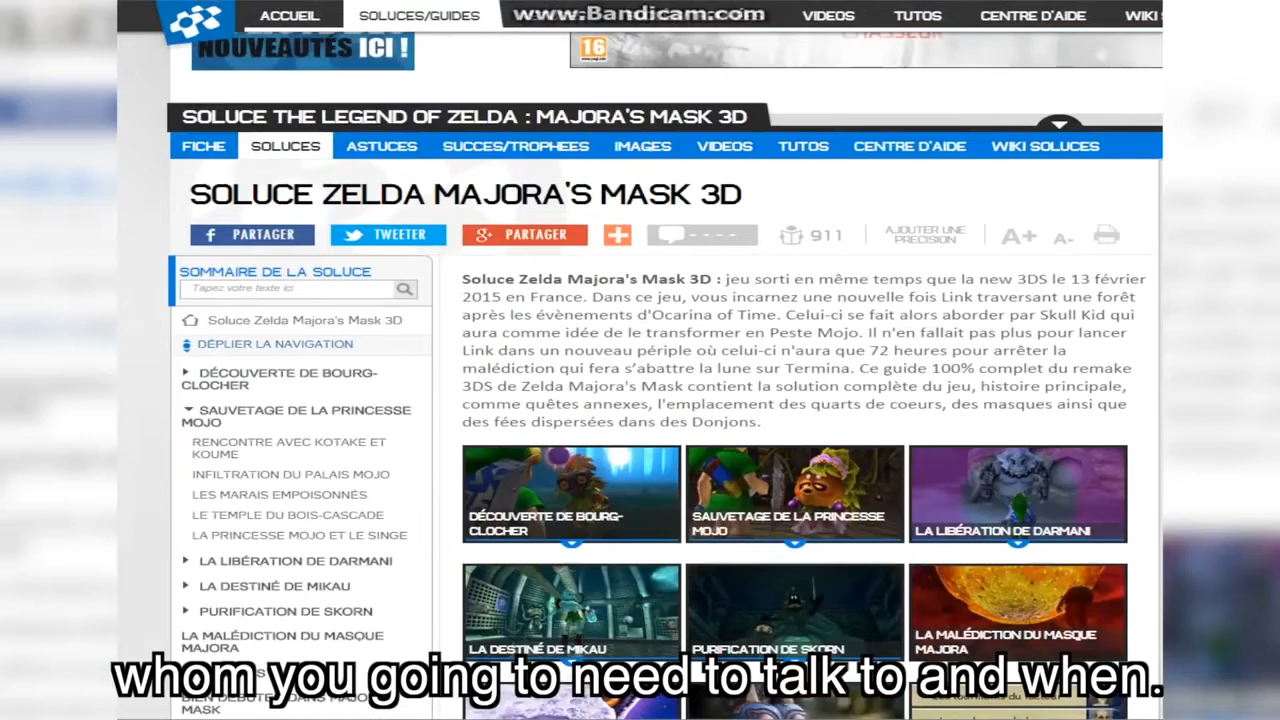 ACCUEIL
SOLUCES/GUIDES
www.Bandicam.com
VIDEOS
TUTOS
CENTRE D'AIDE
WIKI
NOUVEAUTÉS ICI !
16
CHASSEUR
SOLUCE THE LEGEND OF ZELDA : MAJORA'S MASK 3D
FICHE
SOLUCES
ASTUCES
SUCCES/TROPHEES
IMAGES
VIDEOS
TUTOS
CENTRE D'AIDE
WIKI SOLUCES
SOLUCE ZELDA MAJORA'S MASK 3D
PARTAGER
TWEETER
PARTAGER
911
AJOUTER UNE
PRECISION
A+
A-
SOMMAIRE DE LA SOLUCE
Tapez votre texte ici
Soluce Zelda Majora's Mask 3D
DÉPLIER LA NAVIGATION
DÉCOUVERTE DE BOURG-
CLOCHER
SAUVETAGE DE LA PRINCESSE
MOJO
RENCONTRE AVEC KOTAKE ET
KOUME
INFILTRATION DU PALAIS MOJO
LES MARAIS EMPOISONNÉS
LE TEMPLE DU BOIS-CASCADE
LA PRINCESSE MOJO ET LE SINGE
LA LIBÉRATION DE DARMANI
LA DESTINÉ DE MIKAU
PURIFICATION DE SKORN
LA MALÉDICTION DU MASQUE
MAJORA
MASK
Soluce Zelda Majora's Mask 3D : jeu sorti en même temps que la new 3DS le 13 février
2015 en France. Dans ce jeu, vous incarnez une nouvelle fois Link traversant une forêt
après les évènements d'Ocarina of Time. Celui-ci se fait alors aborder par Skull Kid qui
aura comme idée de le transformer en Peste Mojo. Il n'en fallait pas plus pour lancer
Link dans un nouveau périple où celui-ci n'aura que 72 heures pour arrêter la
malédiction qui fera s'abattre la lune sur Termina. Ce guide 100% complet du remake
3DS de Zelda Majora's Mask contient la solution complète du jeu, histoire principale,
comme quêtes annexes, l'emplacement des quarts de coeurs, des masques ainsi que
des fées dispersées dans des Donjons.
DÉCOUVERTE DE BOURG-
CLOCHER
SAUVETAGE DE LA PRINCESSE
MOJO
LA LIBÉRATION DE DARMANI
LA DESTINÉ DE MIKAU
PURIFICATION DE SKORN
LA MALÉDICTION DU MASQUE
MAJORA
whom you going to need to talk to and when.